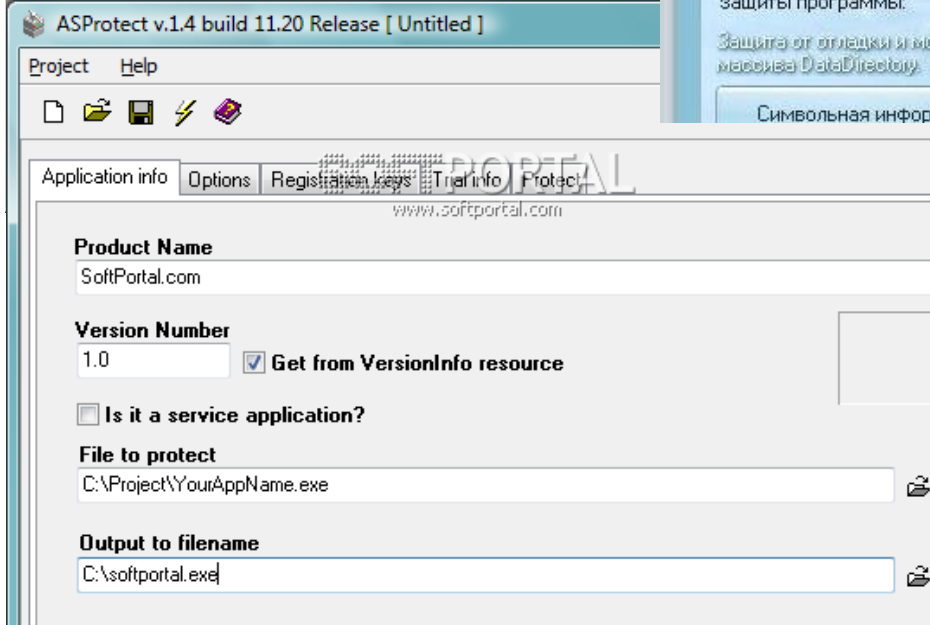 ASProtect v.1.4 build 11.20 Release [ Untitled ]
защиты программы.
Защита от отладки и мо
массива DataDirectory.
Символьная инфор
Project Help
Application info Options Registration keys Trial info Protect
SOFTPORTAL
www.softportal.com
Product Name
SoftPortal.com
Version Number
1.0 Get from VersionInfo resource
Is it a service application?
File to protect
C:\Project\YourAppName.exe
Output to filename
C:\softportal.exe